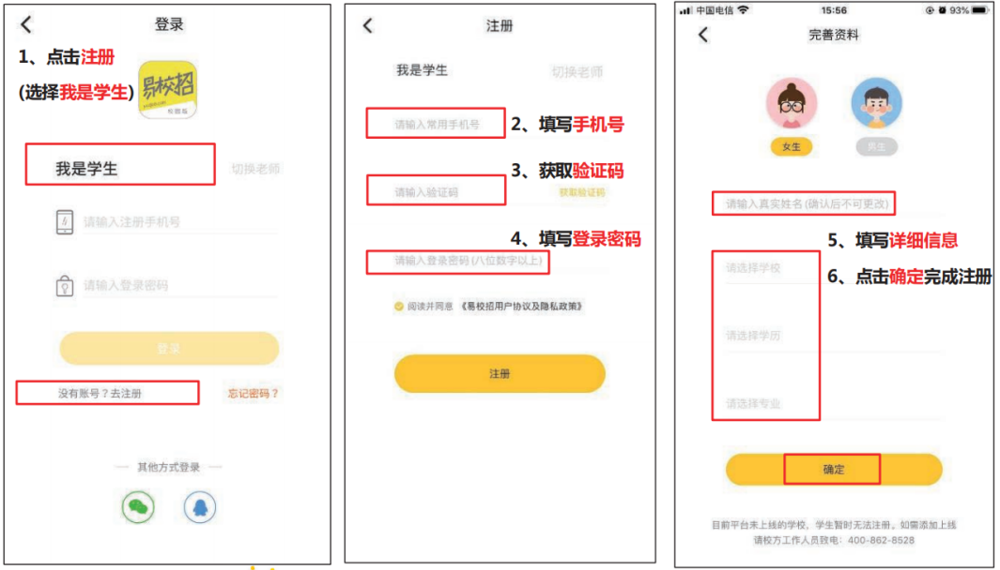 登录
1、点击注册
(选择我是学生)
易校招
校园版
我是学生
切换老师
请输入注册手机号
请输入登录密码
登录
没有账号？去注册
忘记密码？
其他方式登录
注册
我是学生
切换老师
请输入常用手机号
2、填写手机号
3、获取验证码
请输入验证码
获取验证码
4、填写登录密码
请输入登录密码(八位数字以上)
阅读并同意 《易校招用户协议及隐私政策》
注册
中国电信
15:56
93%
完善资料
女生
男生
请输入真实姓名(确认后不可更改)
5、填写详细信息
请选择学校
6、点击确定完成注册
请选择学历
请选择专业
确定
目前平台未上线的学校，学生暂时无法注册。如需添加上线
请校方工作人员致电：400-862-8528